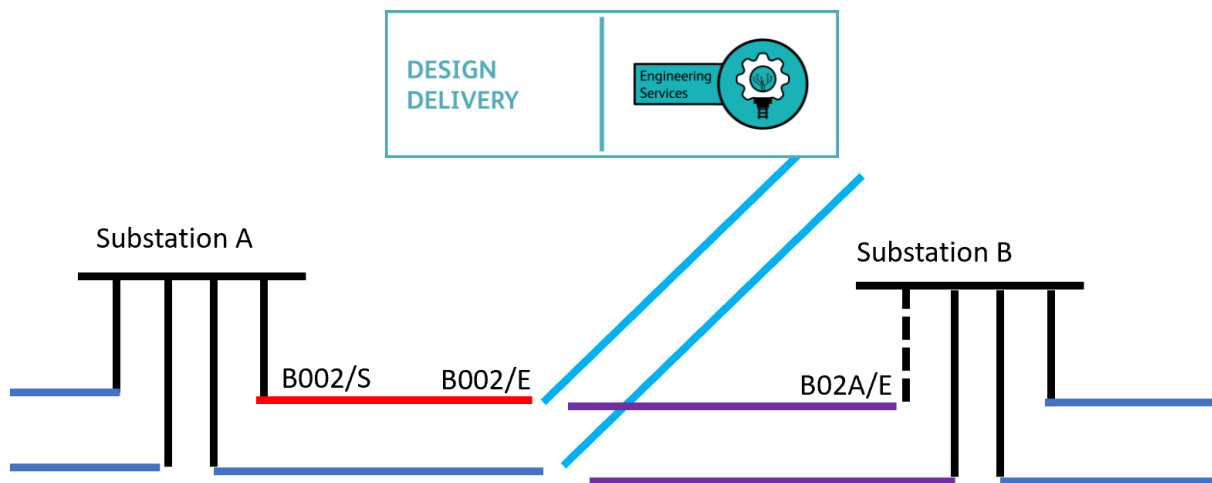 DESIGN
DELIVERY
Engineering
Services
Substation A
Substation B
B002/S
B002/E
B02A/E